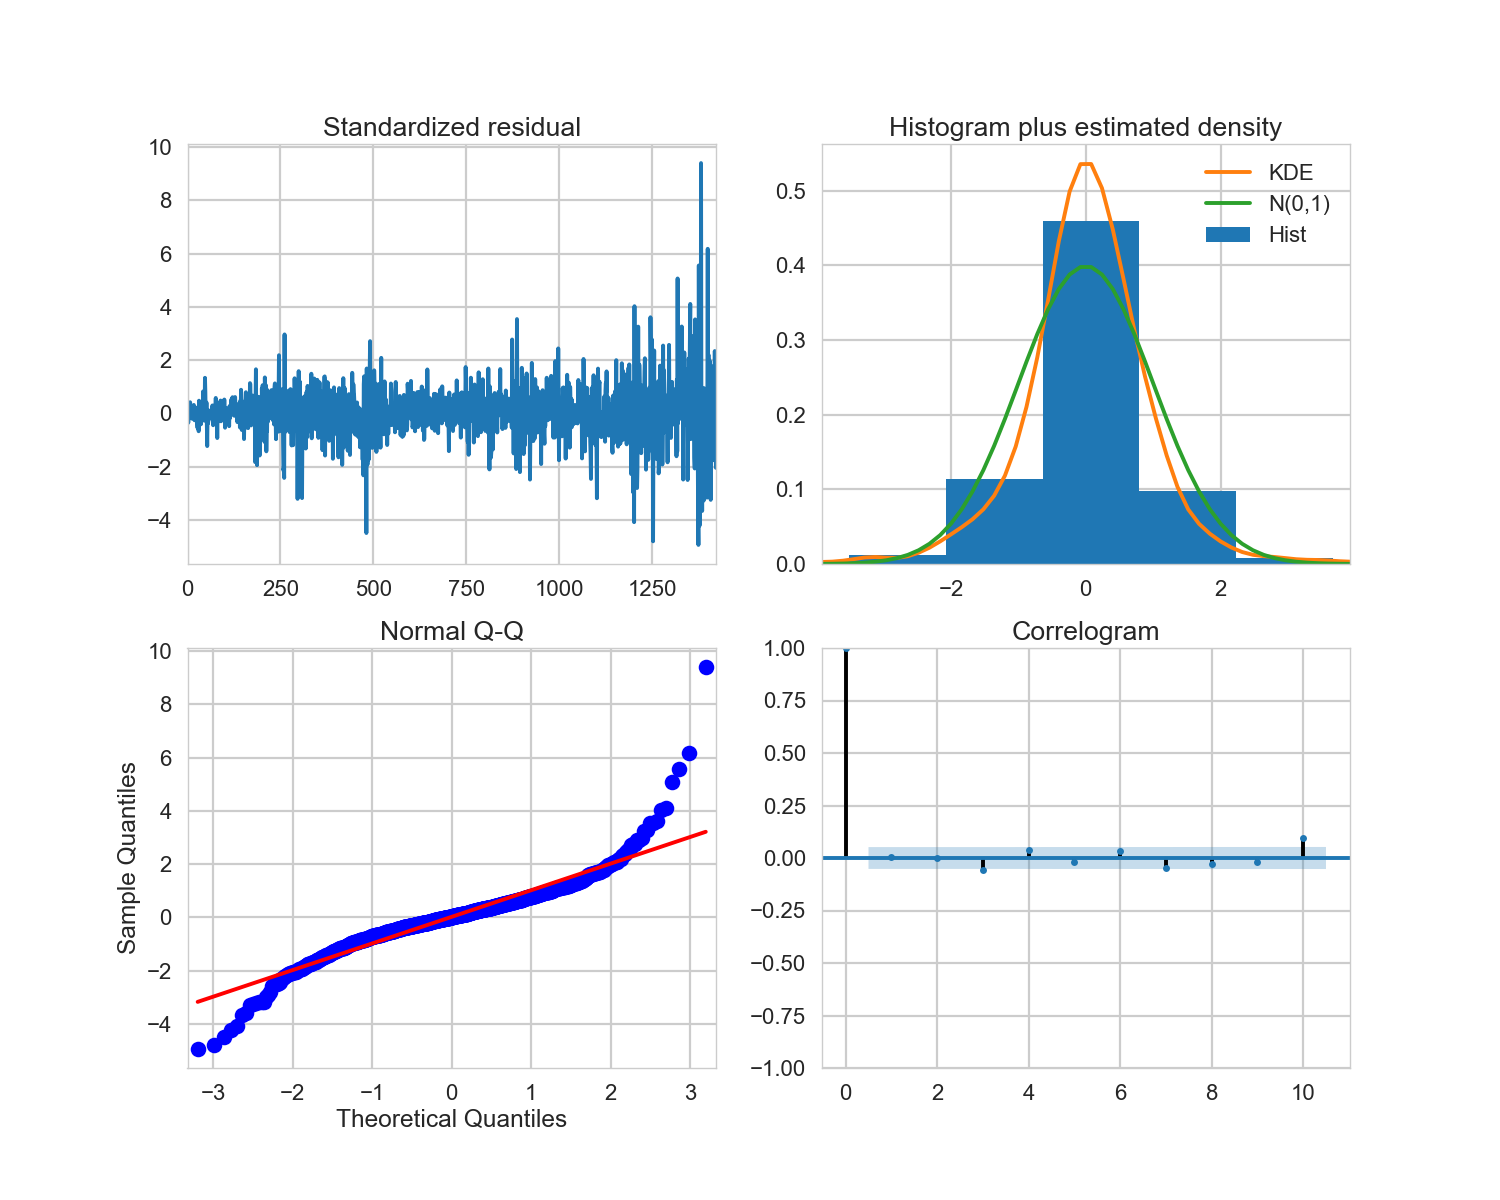 Standardized residual
10
8
6
4
2
0
−2
−4
0 250 500 750 1000 1250
Histogram plus estimated density
KDE
N(0,1)
Hist
0.5
0.4
0.3
0.2
0.1
0.0
−2 0 2
Normal Q-Q
Sample Quantiles
10
8
6
4
2
0
−2
−4
−3 −2 −1 0 1 2 3
Theoretical Quantiles
Correlogram
1.00
0.75
0.50
0.25
0.00
−0.25
−0.50
−0.75
−1.00
0 2 4 6 8 10